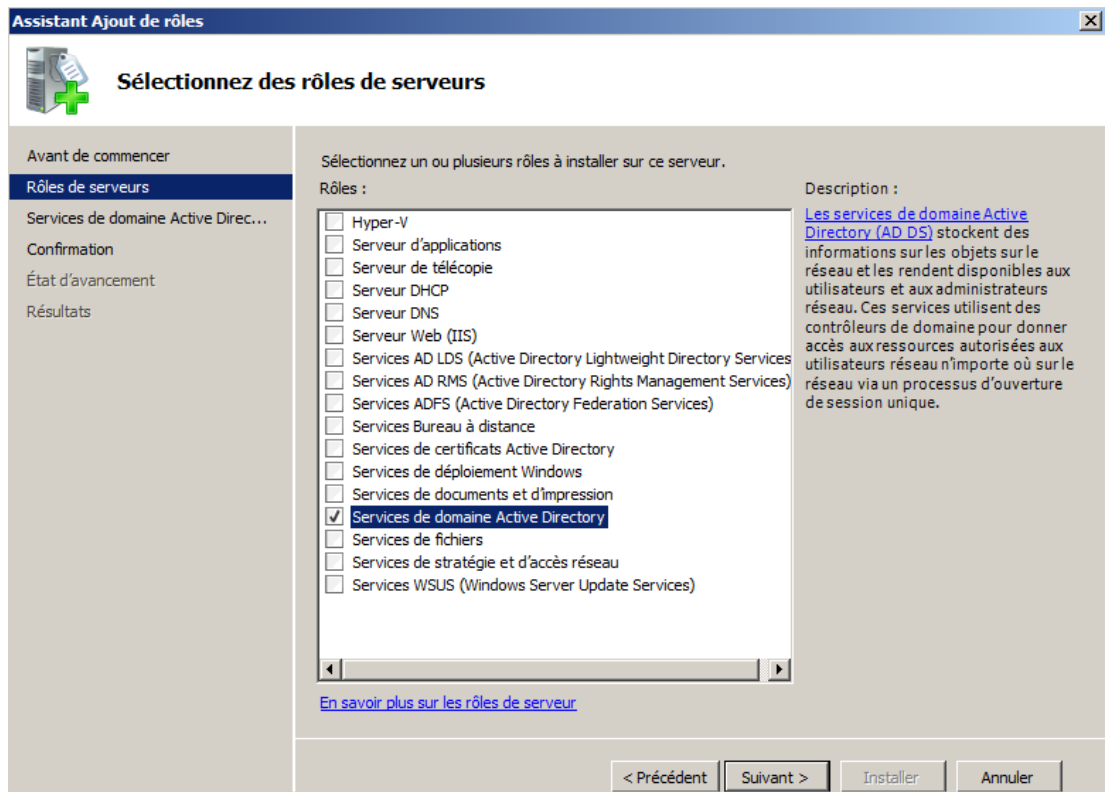 Assistant Ajout de rôles
Sélectionnez des rôles de serveurs
Avant de commencer
Rôles de serveurs
Services de domaine Active Direc...
Confirmation
État d'avancement
Résultats
Sélectionnez un ou plusieurs rôles à installer sur ce serveur.
Rôles :
Hyper-V
Serveur d'applications
Serveur de télécopie
Serveur DHCP
Serveur DNS
Serveur Web (IIS)
Services AD LDS (Active Directory Lightweight Directory Services
Services AD RMS (Active Directory Rights Management Services)
Services ADFS (Active Directory Federation Services)
Services Bureau à distance
Services de certificats Active Directory
Services de déploiement Windows
Services de documents et d'impression
Services de domaine Active Directory
Services de fichiers
Services de stratégie et d'accès réseau
Services WSUS (Windows Server Update Services)
En savoir plus sur les rôles de serveur
Description :
Les services de domaine Active
Directory (AD DS) stockent des
informations sur les objets sur le
réseau et les rendent disponibles aux
utilisateurs et aux administrateurs
réseau. Ces services utilisent des
contrôleurs de domaine pour donner
accès aux ressources autorisées aux
utilisateurs réseau n'importe où sur le
réseau via un processus d'ouverture
de session unique.
< Précédent
Suivant >
Installer
Annuler